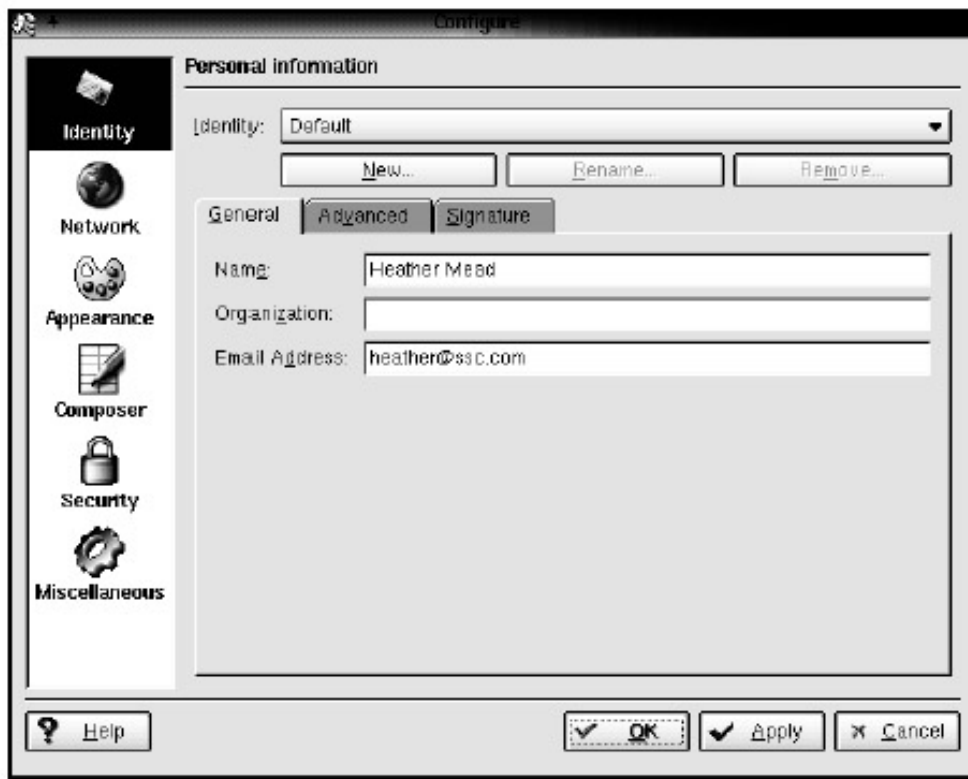 Configure
Identity
Network
Appearance
Composer
Security
Miscellaneous
Personal information
Identity: Default
New... Rename... Remove...
General Advanced Signature
Name: Heather Mead
Organization:
Email Address: heather@ssc.com
Help OK Apply Cancel